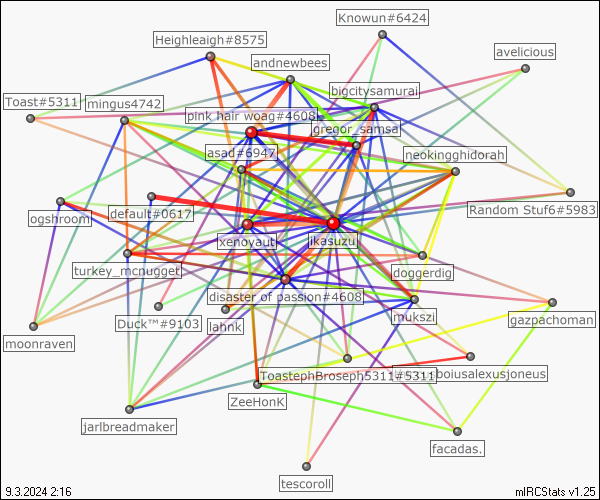 Knowun#6424
Heighleaigh#8575
avelicious
andnewbees
bigcitysamurai
Toast#5311
mingus4742
pink hair woag#4608
gregor_samsa
asad#6947
neokingghidorah
Random Stuf6#5983
default#0617
ogshroom
xenoyaut
ikasuzu
turkey_mcnugget
doggerdig
disaster of passion#4608
mukszi
lahnk
Duck™#9103
gazpachoman
moonraven
ToastephBroseph5311#5311
boiusalexusjoneus
ZeeHonK
jarlbreadmaker
facadas.
tescoroll
9.3.2024 2:16
mIRCStats v1.25